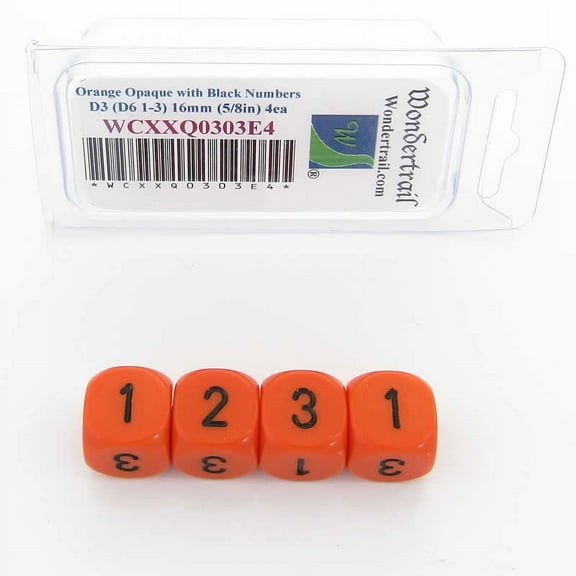 Orange Opaque with Black Numbers
D3 (D6 1-3) 16mm (5/8in) 4ea
WCXXQ0303E4
*WCXXQ0303E4*
Wondertrail
Wondertrail.com
®
1 2 3 1
3 3 1 3